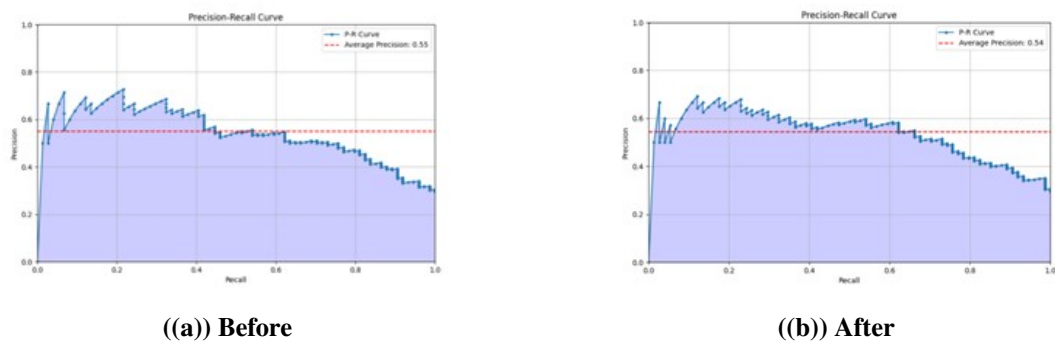 Precision-Recall Curve
P-R Curve
Average Precision: 0.55
Precision
1.0
0.8
0.6
0.4
0.2
0.0
0.0 0.2 0.4 0.6 0.8 1.0
Recall
((a)) Before
Precision-Recall Curve
P-R Curve
Average Precision: 0.54
Precision
1.0
0.8
0.6
0.4
0.2
0.0
0.0 0.2 0.4 0.6 0.8 1.0
Recall
((b)) After